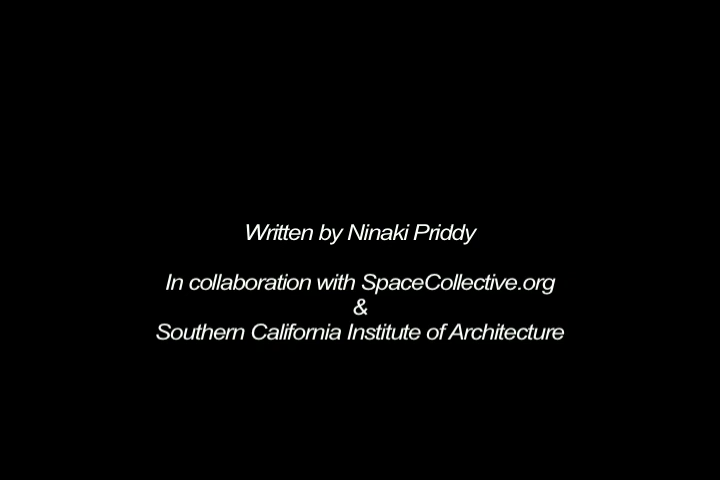 Written by Ninaki Priddy
In collaboration with SpaceCollective.org
&
Southern California Institute of Architecture